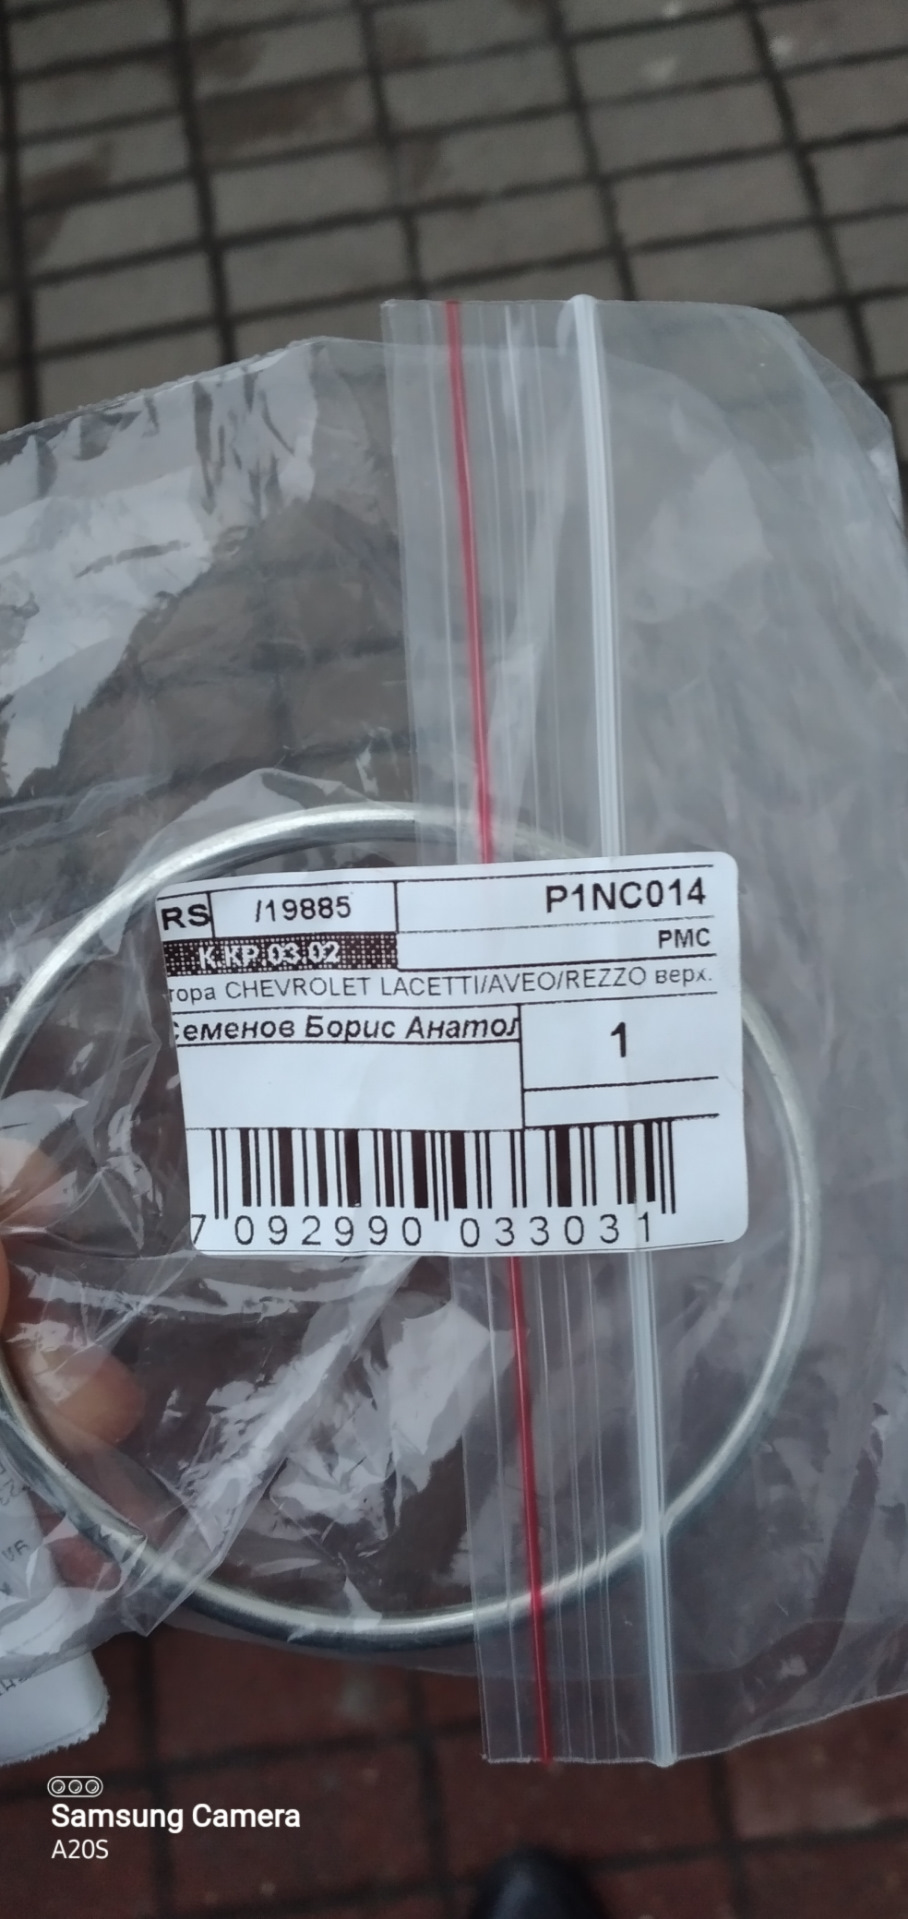 RS /19885 P1NC014
К.КР.03.02 PMC
тора CHEVROLET LACETTI/AVEO/REZZO верх.
Семенов Борис Анатол
1
7 092990 033031
Samsung Camera
A20S